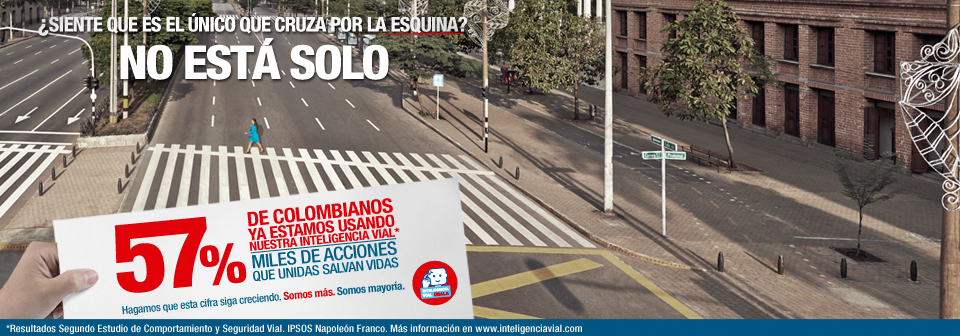 ¿SIENTE QUE ES EL ÚNICO QUE CRUZA POR LA ESQUINA?
NO ESTÁ SOLO
57%
DE COLOMBIANOS
YA ESTAMOS USANDO
NUESTRA INTELIGENCIA VIAL*
MILES DE ACCIONES
QUE UNIDAS SALVAN VIDAS
Hagamos que esta cifra siga creciendo. Somos más. Somos mayoría.
INTELIGENCIA
VIAL
*Resultados Segundo Estudio de Comportamiento y Seguridad Vial. IPSOS Napoleón Franco. Más información en www.inteligenciavial.com